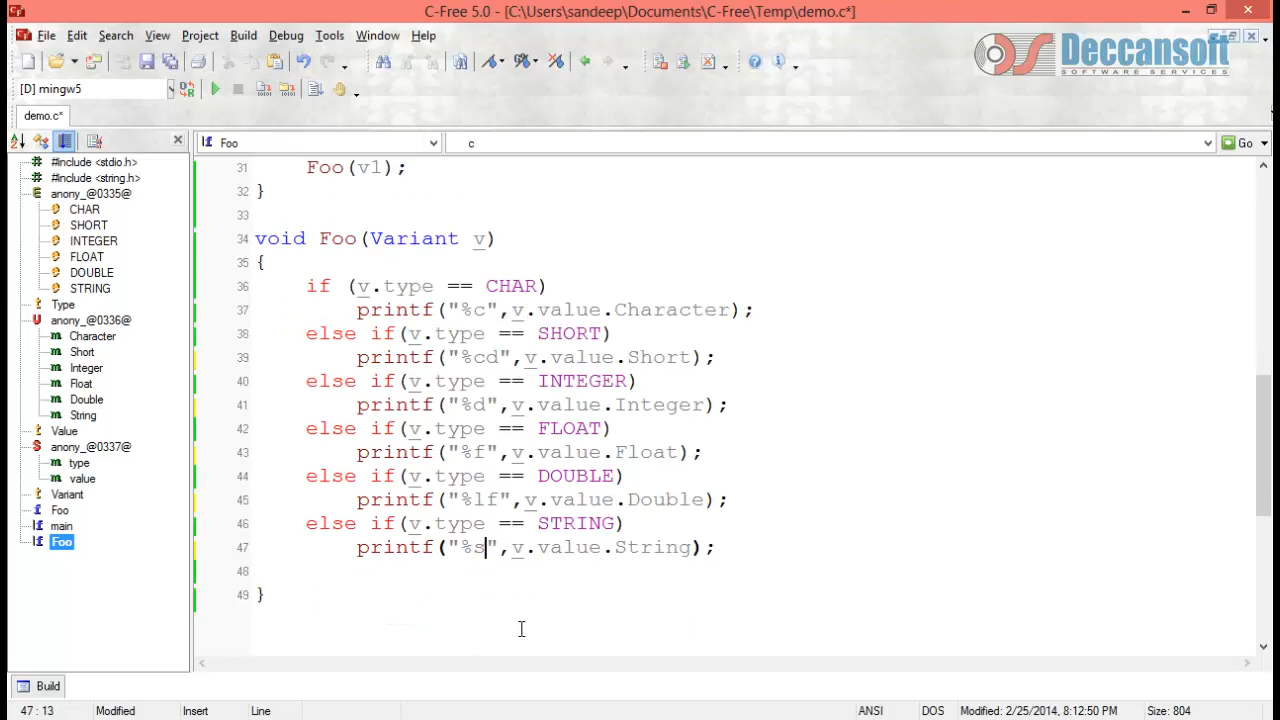 C-Free 5.0 - [C:\Users\sandeep\Documents\C-Free\Temp\demo.c*]
File Edit Search View Project Build Debug Tools Window Help
Deccansoft
SOFTWARE SERVICES
[D] mingw5
demo.c*
Foo
c
Go
#include <stdio.h>
#include <string.h>
anony_@0335@
CHAR
SHORT
INTEGER
FLOAT
DOUBLE
STRING
Type
anony_@0336@
Character
Short
Integer
Float
Double
String
Value
anony_@0337@
type
value
Variant
Foo
main
Foo
31 Foo(v1);
32 }
33
34 void Foo(Variant v)
35 {
36 if (v.type == CHAR)
37 printf("%c",v.value.Character);
38 else if(v.type == SHORT)
39 printf("%cd",v.value.Short);
40 else if(v.type == INTEGER)
41 printf("%d",v.value.Integer);
42 else if(v.type == FLOAT)
43 printf("%f",v.value.Float);
44 else if(v.type == DOUBLE)
45 printf("%lf",v.value.Double);
46 else if(v.type == STRING)
47 printf("%s",v.value.String);
48
49 }
Build
47 : 13 Modified Insert Line ANSI DOS Modified: 2/25/2014, 8:12:50 PM Size: 804